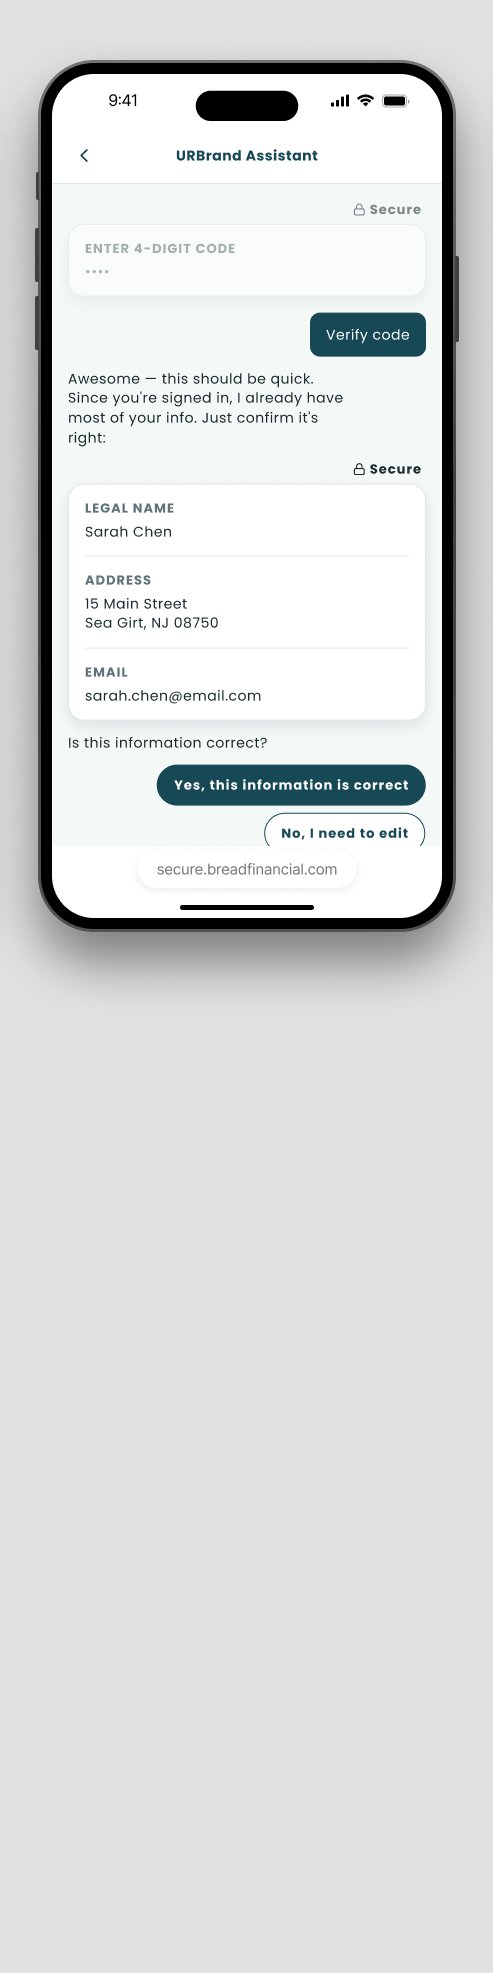 9:41
URBrand Assistant
Secure
ENTER 4-DIGIT CODE
••••
Verify code
Awesome — this should be quick.
Since you're signed in, I already have
most of your info. Just confirm it's
right:
Secure
LEGAL NAME
Sarah Chen
ADDRESS
15 Main Street
Sea Girt, NJ 08750
EMAIL
sarah.chen@email.com
Is this information correct?
Yes, this information is correct
No, I need to edit
secure.breadfinancial.com